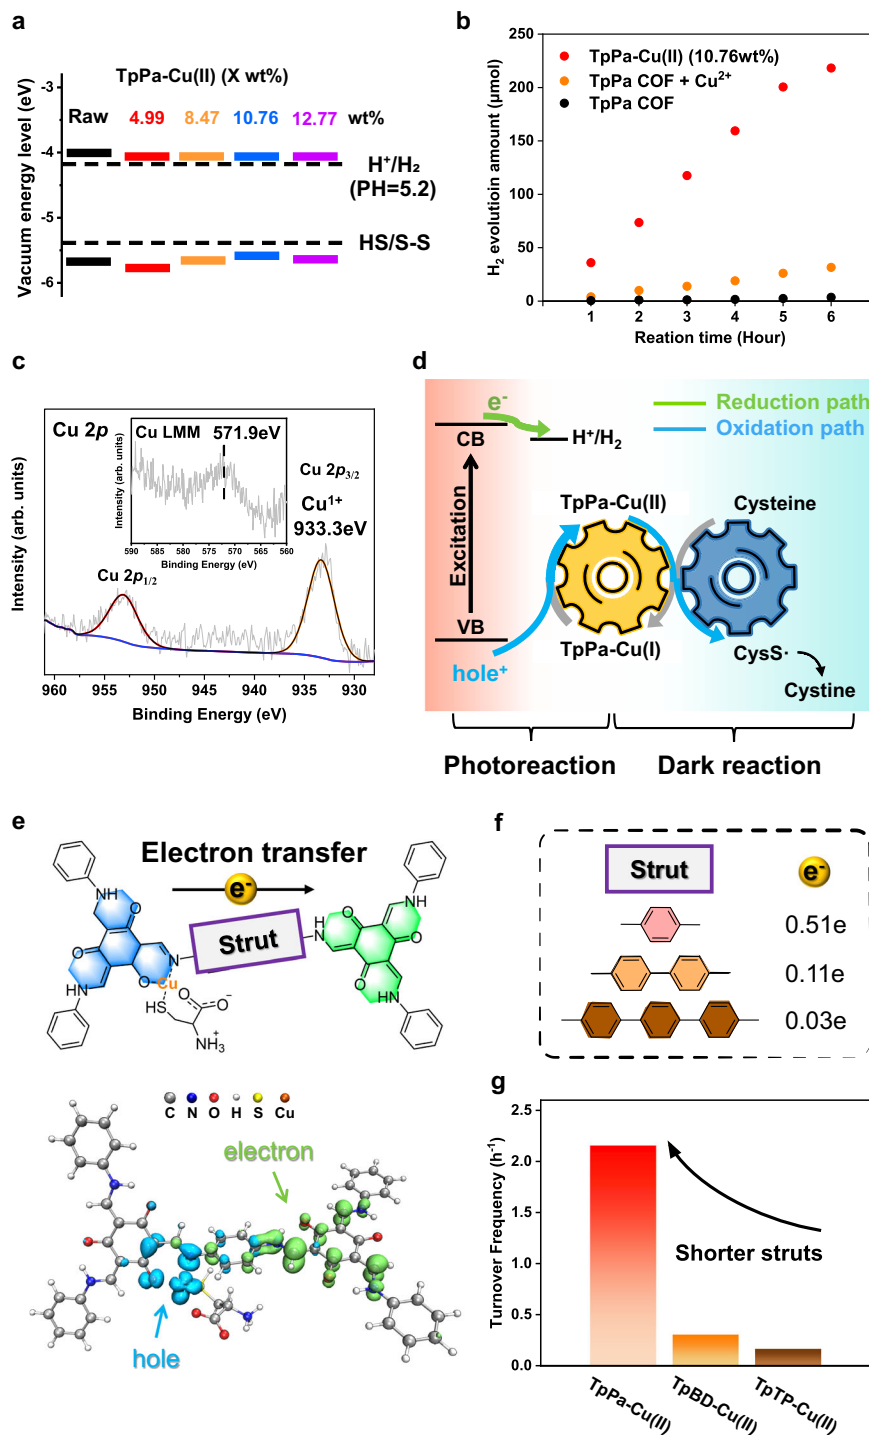 a
TpPa-Cu(II) (X wt%)
Vacuum energy level (eV)
-3
-4
-5
-6
Raw 4.99 8.47 10.76 12.77 wt%
H⁺/H₂
(PH=5.2)
HS/S-S
b
H₂ evolutioin amount (μmol)
250
200
150
100
50
0
TpPa-Cu(II) (10.76wt%)
TpPa COF + Cu²⁺
TpPa COF
1 2 3 4 5 6
Reation time (Hour)
c
Intensity (arb. units)
Cu 2p
Cu LMM 571.9eV
Intensity (arb. units)
590 580 570 560
Binding Energy (eV)
Cu 2p₃/₂
Cu¹⁺
933.3eV
Cu 2p₁/₂
960 955 950 945 940 935 930
Binding Energy (eV)
d
e⁻
Reduction path
Oxidation path
CB
H⁺/H₂
Excitation
TpPa-Cu(II)
Cysteine
VB
TpPa-Cu(I)
CysS·
hole⁺
Cystine
Photoreaction
Dark reaction
e
Electron transfer
e⁻
Strut
NH
O
O
O
N
Cu
NH
HS
O
O⁻
NH₃
+
HN
NH
O
O
O
HN
C N O H S Cu
electron
hole
f
Strut
e⁻
0.51e
0.11e
0.03e
g
Turnover Frequency (h⁻¹)
2.5
2.0
1.5
1.0
0.5
0.0
Shorter struts
TpPa-Cu(II)
TpBD-Cu(II)
TpTP-Cu(II)